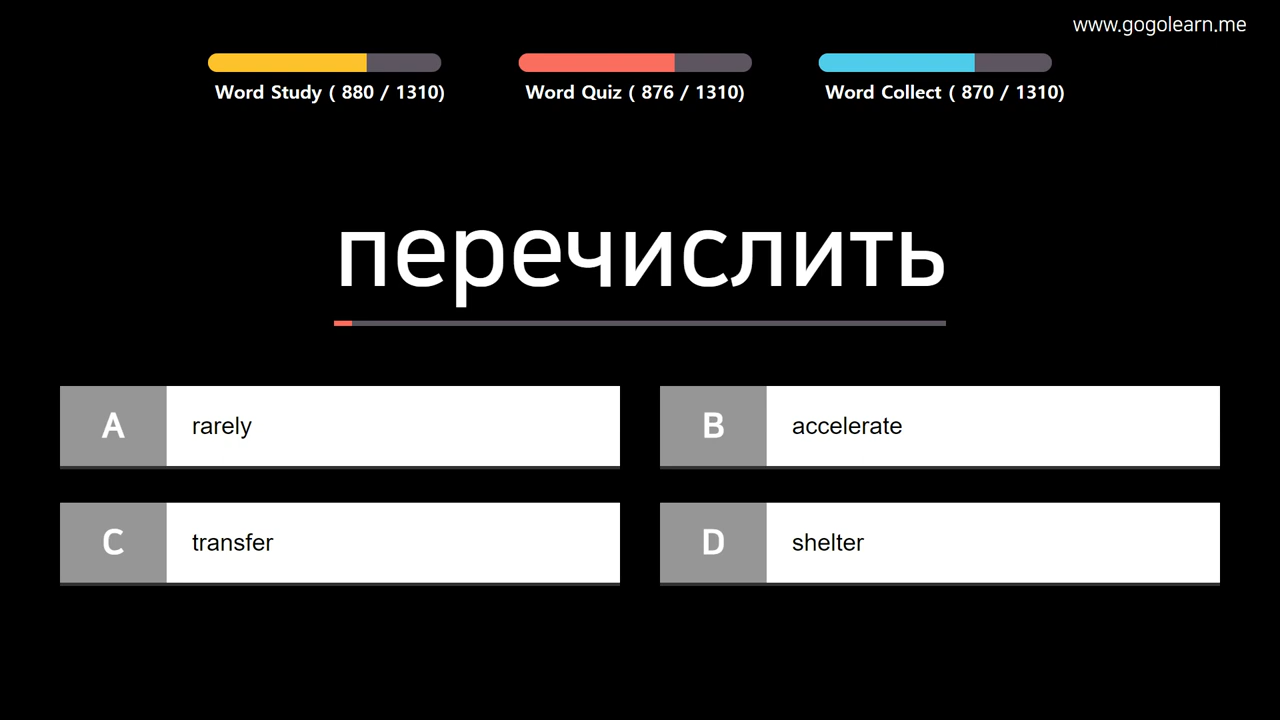 www.gogolearn.me
Word Study ( 880 / 1310)
Word Quiz ( 876 / 1310)
Word Collect ( 870 / 1310)
перечислить
A rarely
B accelerate
C transfer
D shelter